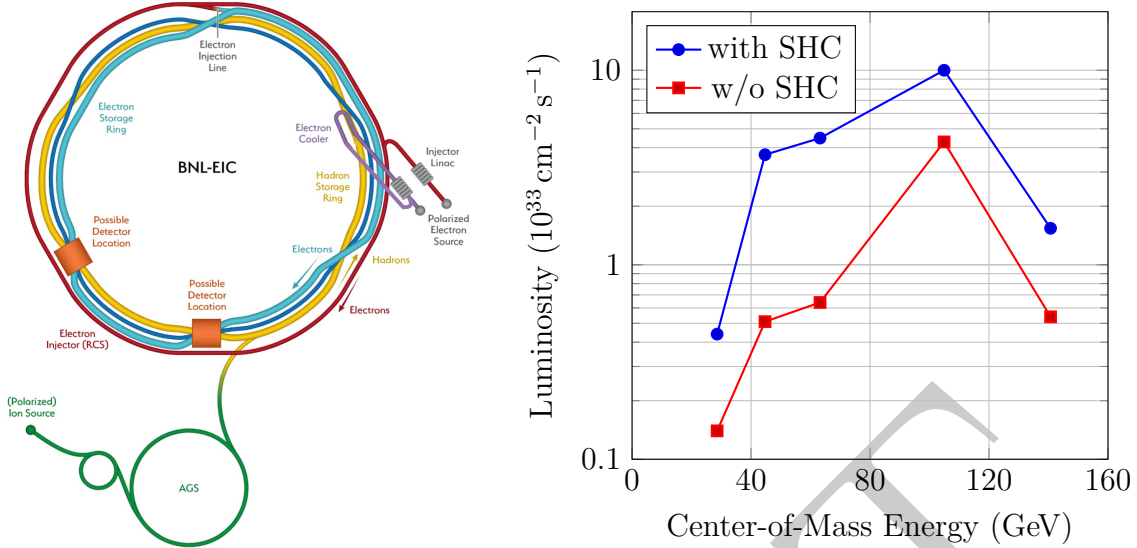 Electron
Injection
Line
Electron
Storage
Ring
Electron
Cooler
Injector
Linac
BNL-EIC
Hadron
Storage
Ring
Polarized
Electron
Source
Possible
Detector
Location
Electrons
Hadrons
Possible
Detector
Location
Electrons
Electron
Injector (RCS)
(Polarized)
Ion Source
AGS
with SHC
w/o SHC
Luminosity (10³³ cm⁻² s⁻¹)
10
1
0.1
0 40 80 120 160
Center-of-Mass Energy (GeV)
T